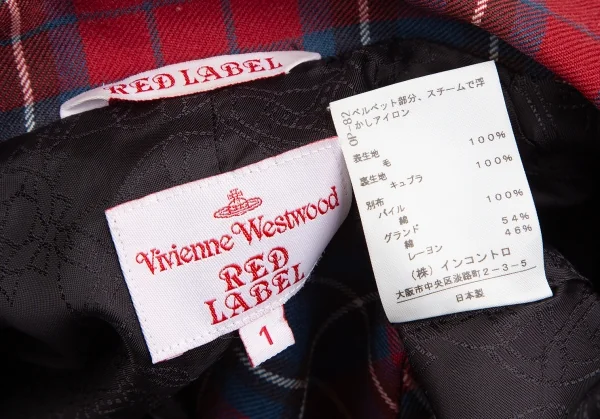 RED LABEL
Vivienne Westwood
RED
LABEL
1
OP-82
ベルベット部分、スチームで浮
かしアイロン
表生地 100%
毛
裏生地 100%
キュプラ
別布
パイル 100%
綿
グランド 54%
綿 46%
レーヨン
(株) インコントロ
大阪市中央区淡路町2-3-5
日本製